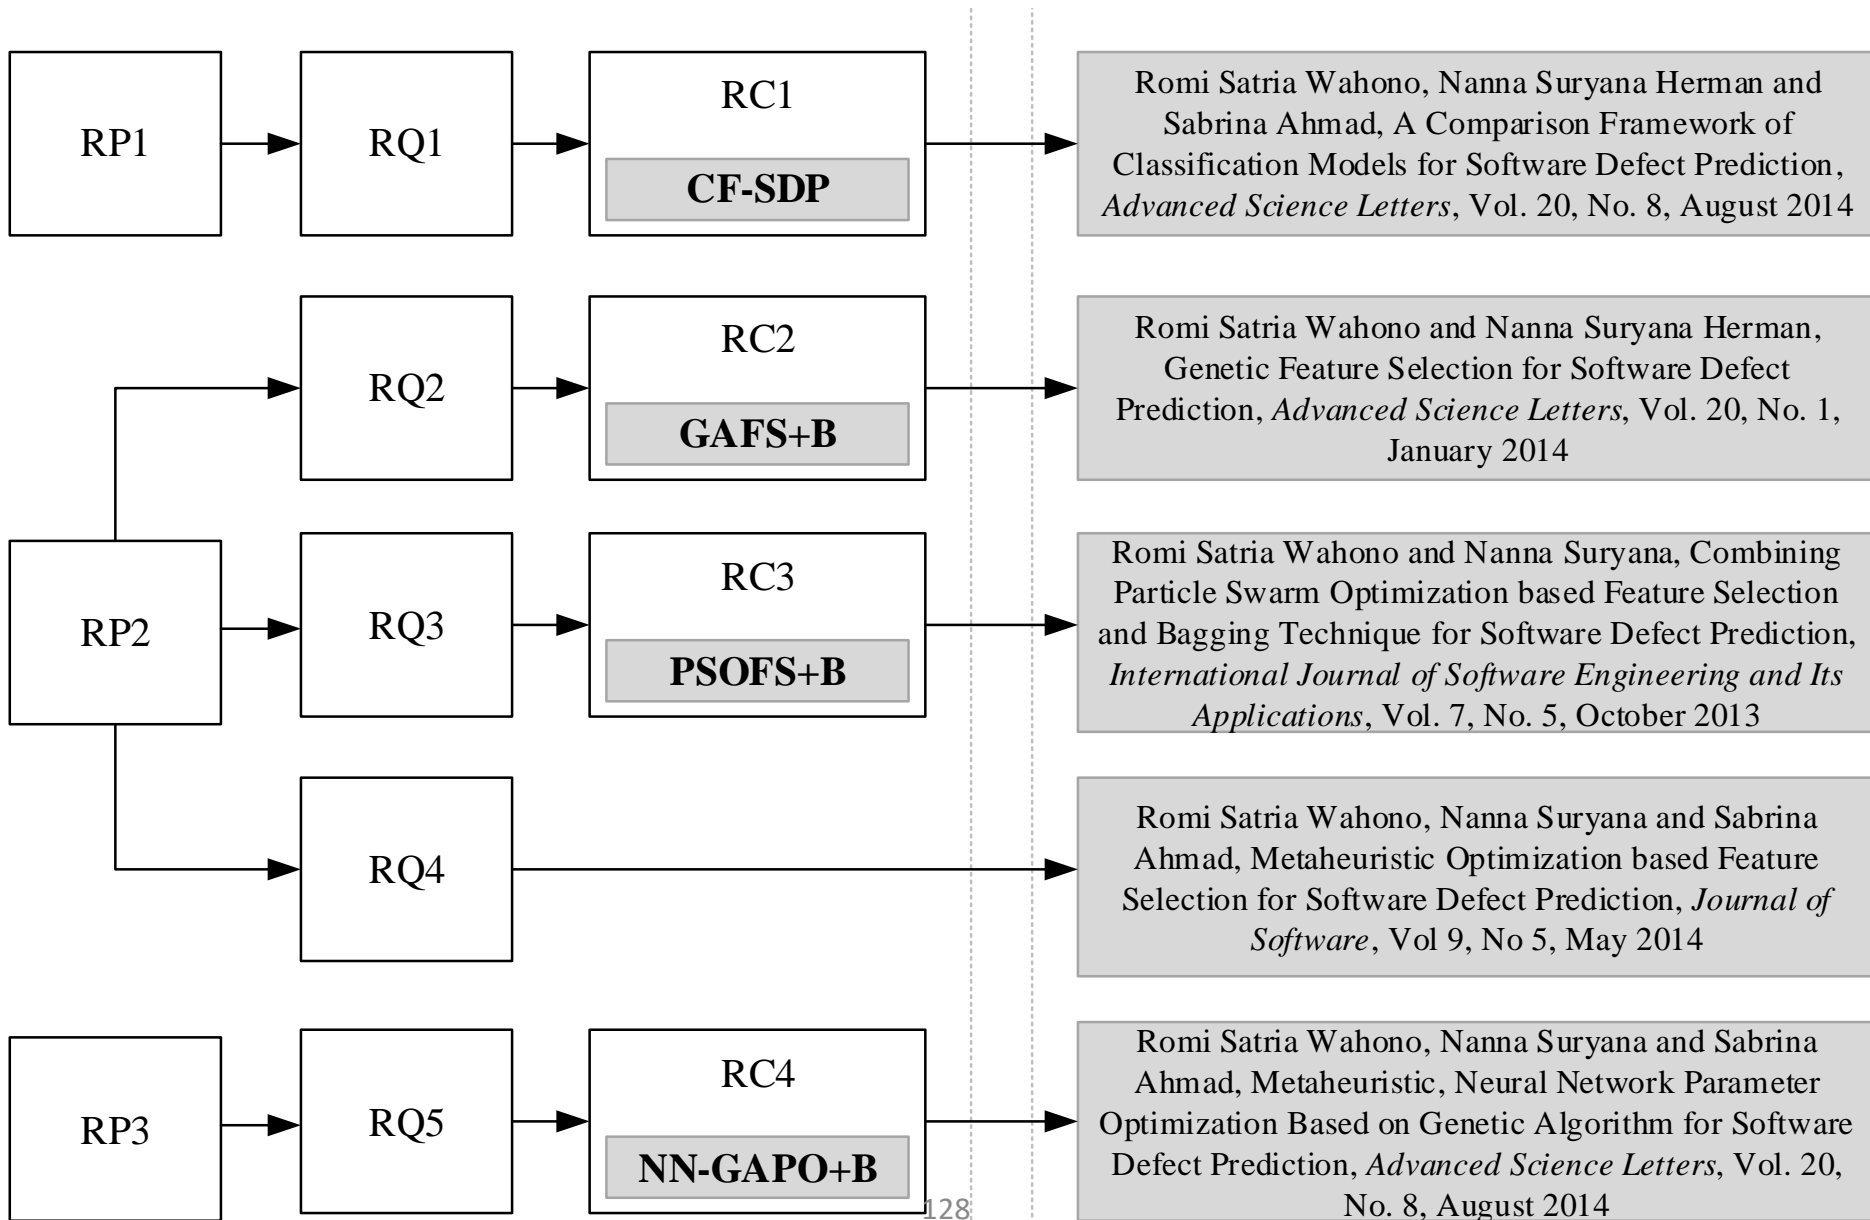 RP1
RQ1
RC1
CF-SDP
Romi Satria Wahono, Nanna Suryana Herman and
Sabrina Ahmad, A Comparison Framework of
Classification Models for Software Defect Prediction,
Advanced Science Letters, Vol. 20, No. 8, August 2014
RQ2
RC2
GAFS+B
Romi Satria Wahono and Nanna Suryana Herman,
Genetic Feature Selection for Software Defect
Prediction, Advanced Science Letters, Vol. 20, No. 1,
January 2014
RP2
RQ3
RC3
PSOFS+B
Romi Satria Wahono and Nanna Suryana, Combining
Particle Swarm Optimization based Feature Selection
and Bagging Technique for Software Defect Prediction,
International Journal of Software Engineering and Its
Applications, Vol. 7, No. 5, October 2013
RQ4
Romi Satria Wahono, Nanna Suryana and Sabrina
Ahmad, Metaheuristic Optimization based Feature
Selection for Software Defect Prediction, Journal of
Software, Vol 9, No 5, May 2014
RP3
RQ5
RC4
NN-GAPO+B
Romi Satria Wahono, Nanna Suryana and Sabrina
Ahmad, Metaheuristic, Neural Network Parameter
Optimization Based on Genetic Algorithm for Software
Defect Prediction, Advanced Science Letters, Vol. 20,
No. 8, August 2014
128